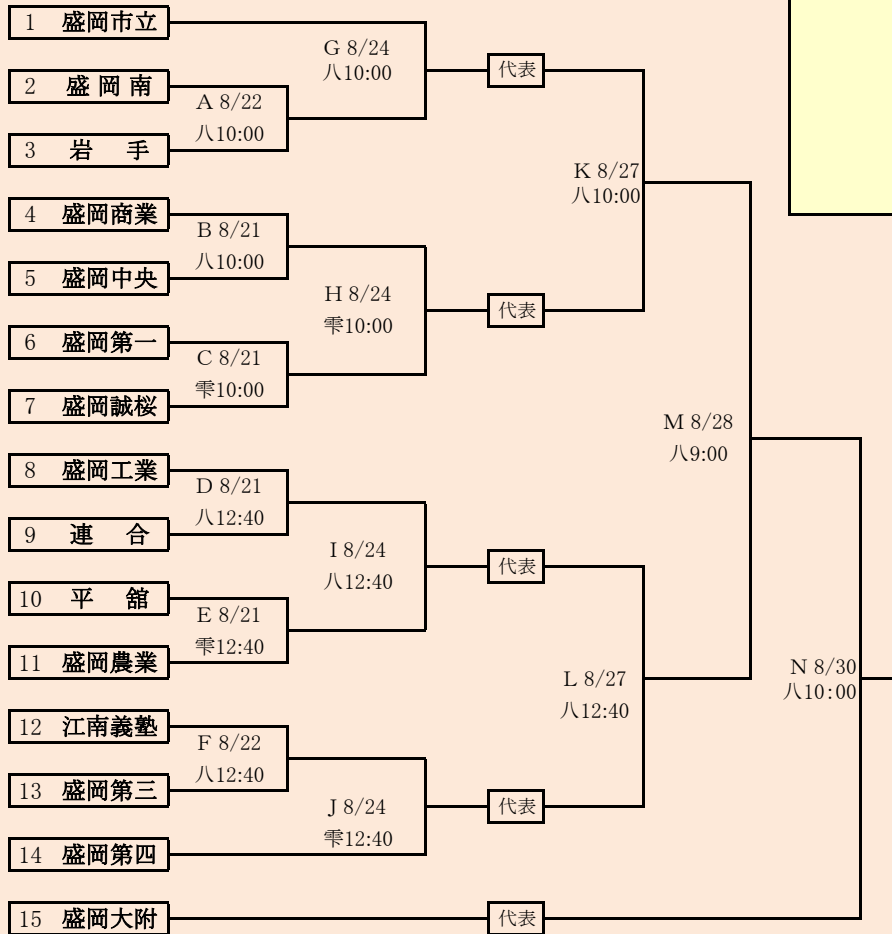 1 盛岡市立
2 盛岡南
3 岩手
4 盛岡商業
5 盛岡中央
6 盛岡第一
7 盛岡誠桜
8 盛岡工業
9 連合
10 平舘
11 盛岡農業
12 江南義塾
13 盛岡第三
14 盛岡第四
15 盛岡大附
A 8/22
八10:00
B 8/21
八10:00
C 8/21
雫10:00
D 8/21
八12:40
E 8/21
雫12:40
F 8/22
八12:40
G 8/24
八10:00
H 8/24
雫10:00
I 8/24
八12:40
J 8/24
雫12:40
代表
代表
代表
代表
代表
K 8/27
八10:00
L 8/27
八12:40
M 8/28
八9:00
N 8/30
八10:00